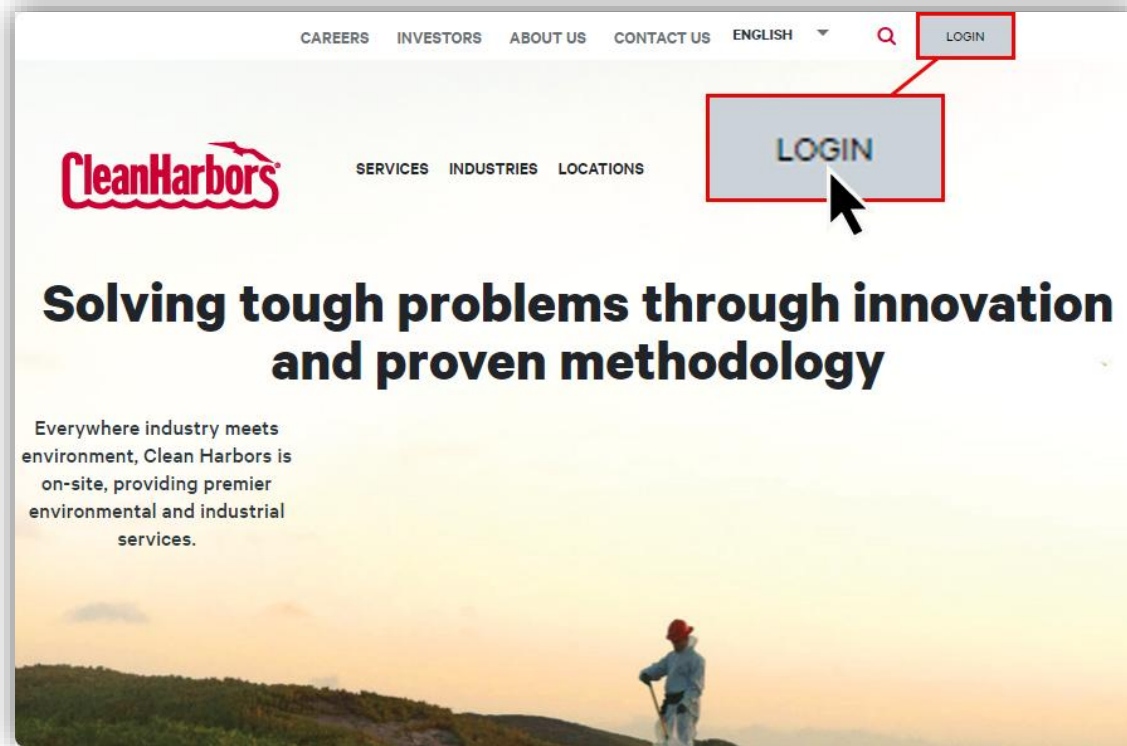 CAREERS INVESTORS ABOUT US CONTACT US ENGLISH LOGIN
LOGIN
CleanHarbors®
SERVICES INDUSTRIES LOCATIONS
Solving tough problems through innovation
and proven methodology
Everywhere industry meets
environment, Clean Harbors is
on-site, providing premier
environmental and industrial
services.